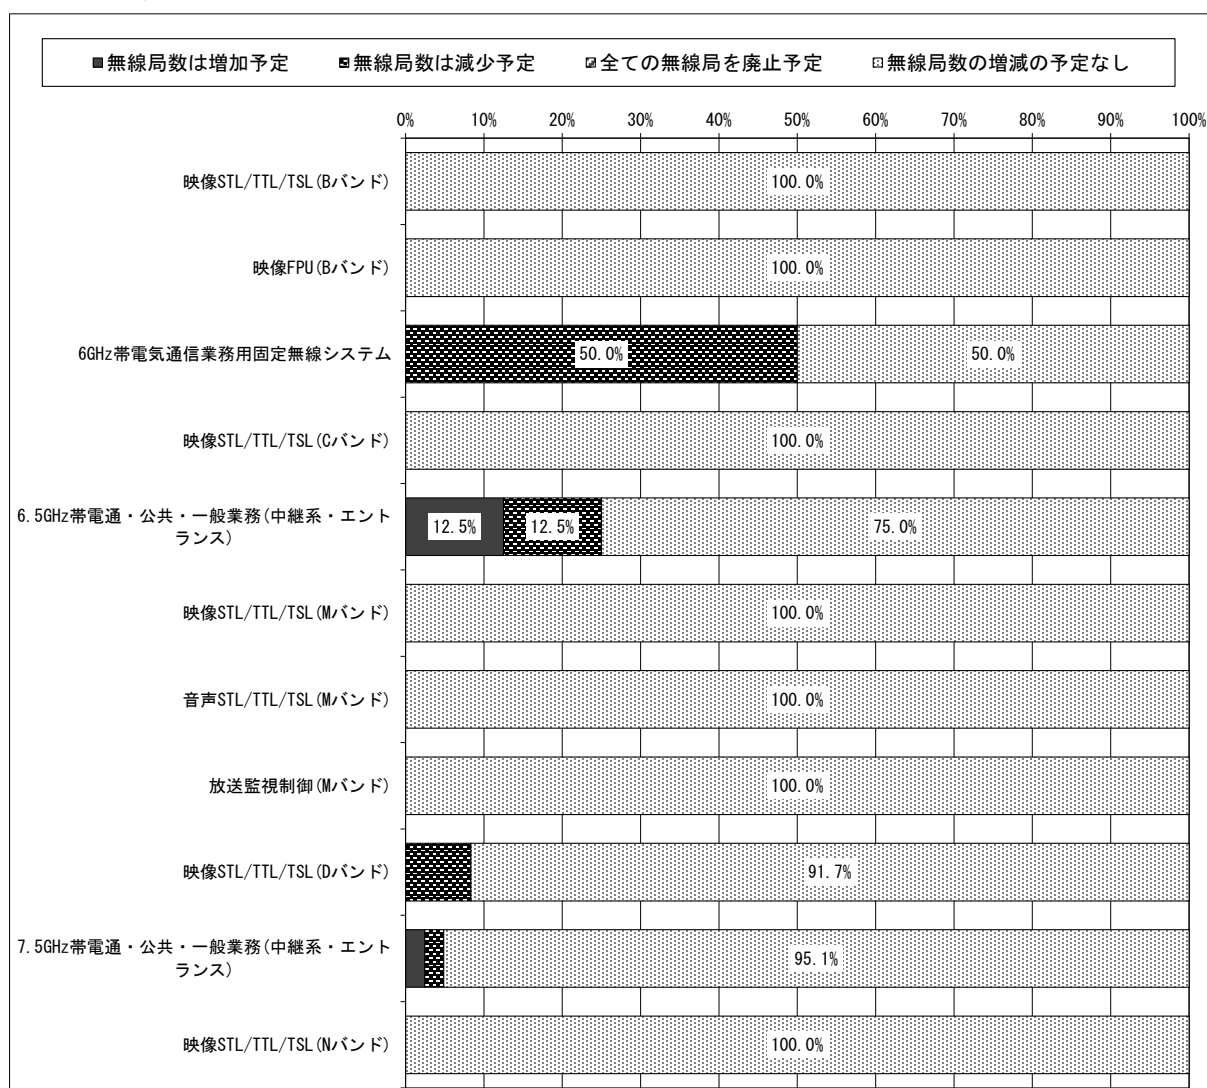 ■無線局数は増加予定 無線局数は減少予定 全ての無線局を廃止予定 無線局数の増減の予定なし
0% 10% 20% 30% 40% 50% 60% 70% 80% 90% 100%
映像STL/TTL/TSL(Bバンド) 100.0%
映像FPU(Bバンド) 100.0%
6GHz帯電気通信業務用固定無線システム 50.0% 50.0%
映像STL/TTL/TSL(Cバンド) 100.0%
6.5GHz帯電通・公共・一般業務(中継系・エント
ランス) 12.5% 12.5% 75.0%
映像STL/TTL/TSL(Mバンド) 100.0%
音声STL/TTL/TSL(Mバンド) 100.0%
放送監視制御(Mバンド) 100.0%
映像STL/TTL/TSL(Dバンド) 91.7%
7.5GHz帯電通・公共・一般業務(中継系・エント
ランス) 95.1%
映像STL/TTL/TSL(Nバンド) 100.0%